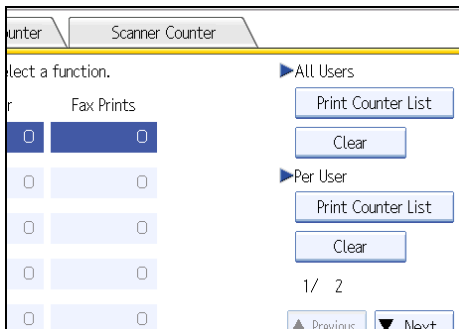 unter Scanner Counter
elect a function.
r Fax Prints
0 0
0 0
0 0
0 0
0 0
▶All Users
Print Counter List
Clear
▶Per User
Print Counter List
Clear
1/ 2
▲ Previous ▼ Next